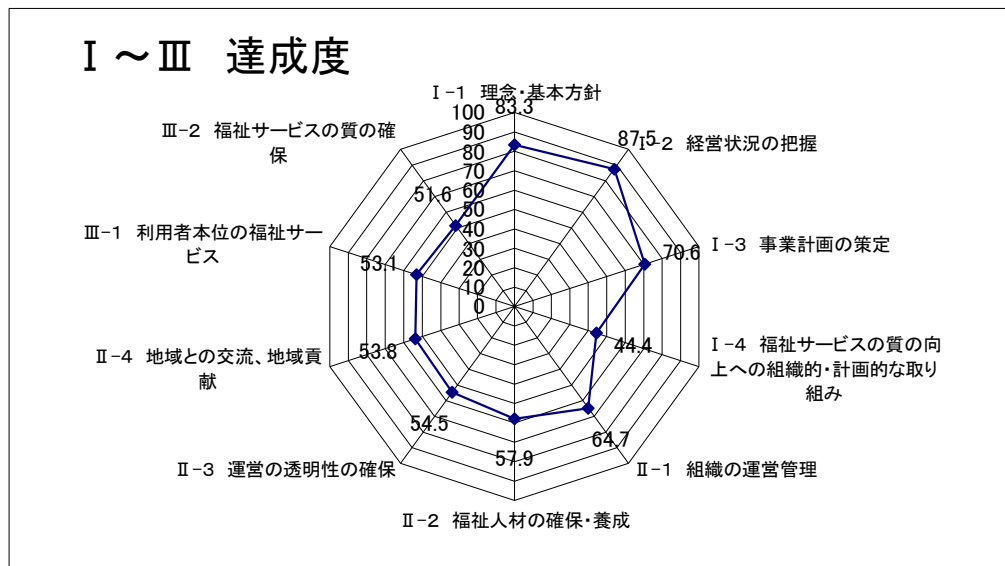 Ⅰ～Ⅲ 達成度
Ⅰ-1 理念・基本方針
83.3
Ⅰ-2 経営状況の把握
87.5
Ⅰ-3 事業計画の策定
70.6
Ⅰ-4 福祉サービスの質の向
上への組織的・計画的な取り
組み
44.4
Ⅱ-1 組織の運営管理
64.7
Ⅱ-2 福祉人材の確保・養成
57.9
Ⅱ-3 運営の透明性の確保
54.5
Ⅱ-4 地域との交流、地域貢
献
53.8
Ⅲ-1 利用者本位の福祉サー
ビス
53.1
Ⅲ-2 福祉サービスの質の確
保
51.6
100
90
80
70
60
50
40
30
20
10
0